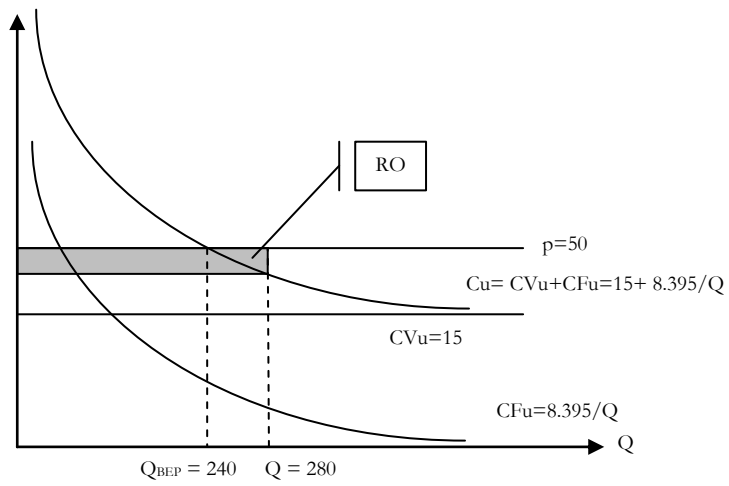 RO
p=50
Cu= CVu+CFu=15+ 8.395/Q
CVu=15
CFu=8.395/Q
Q
QBEP = 240
Q = 280